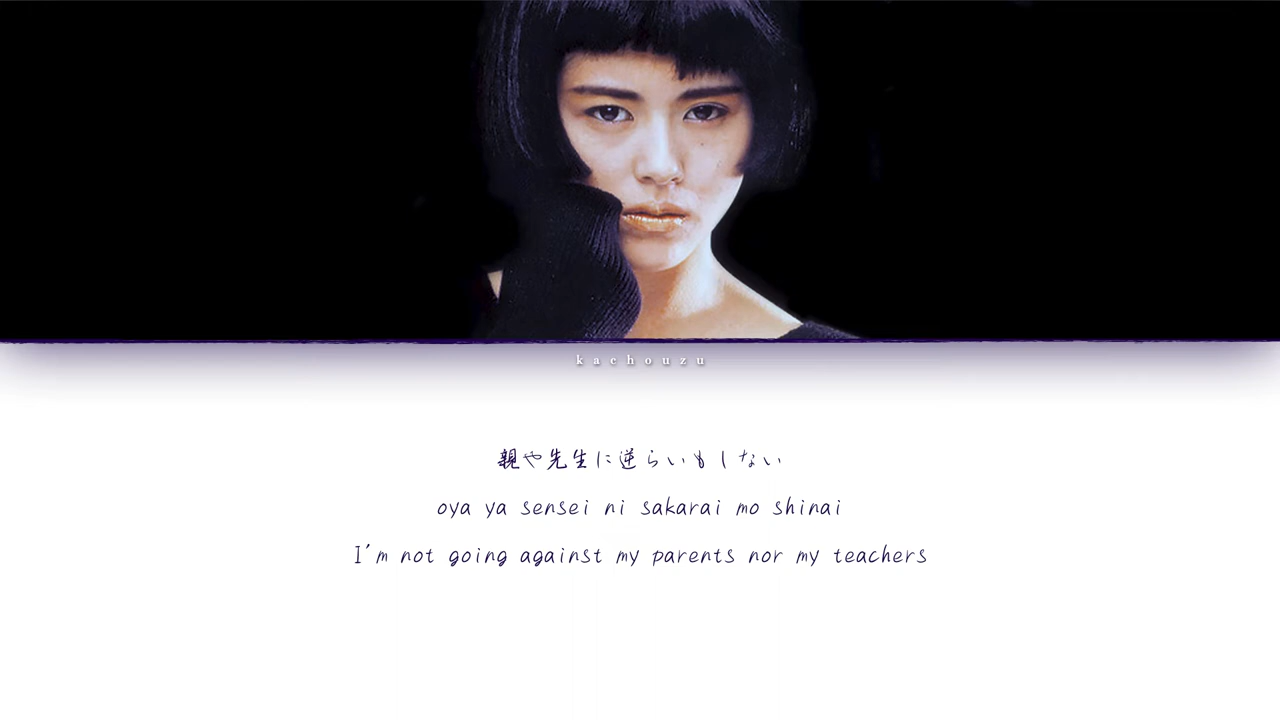 kachouzu
親や先生に逆らいもしない
oya ya sensei ni sakarai mo shinai
I'm not going against my parents nor my teachers